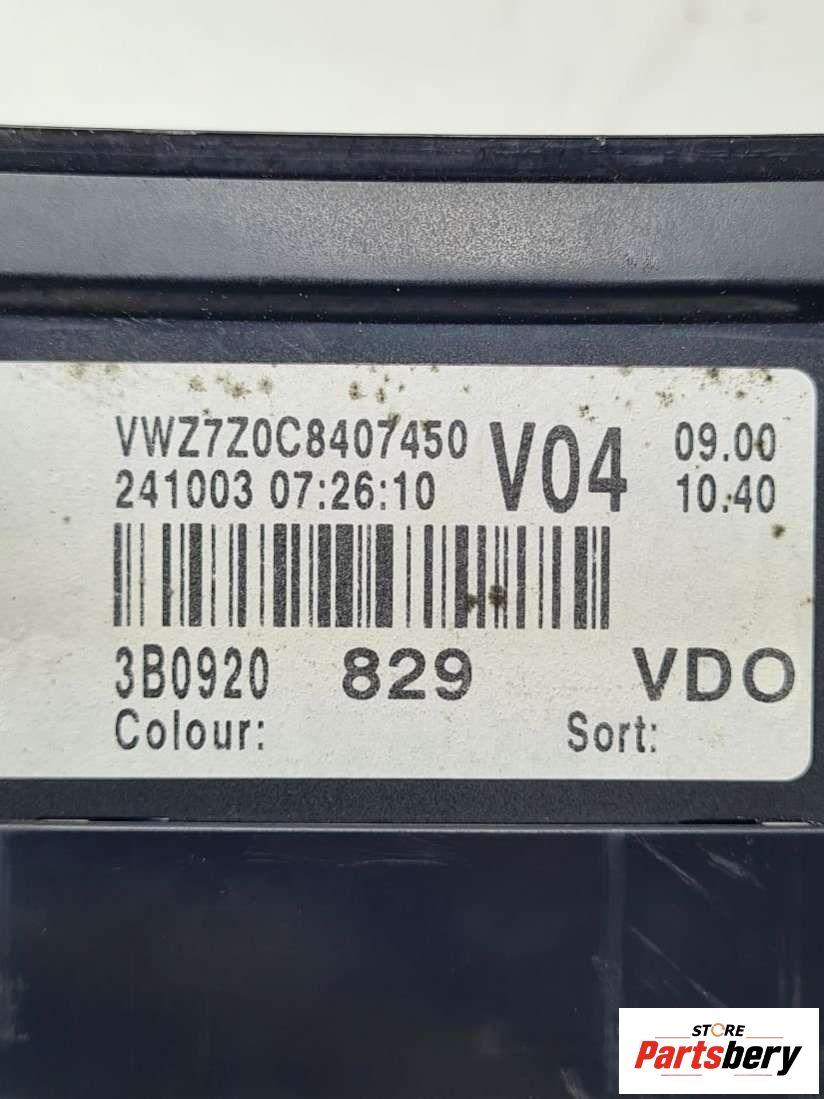 VWZ7Z0C8407450 V04 09.00
241003 07:26:10 10.40
3B0920 829 VDO
Colour: Sort:
STORE
Partsbery